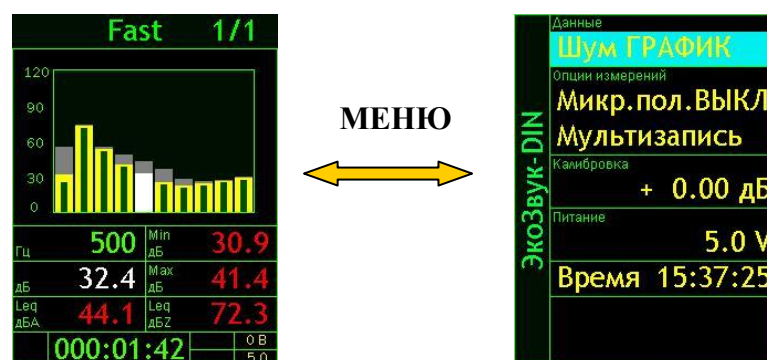 Fast 1/1
120
90
60
30
0
Гц 500 Min дБ 30.9
дБ 32.4 Max дБ 41.4
Leq дБА 44.1 Leq дБZ 72.3
000:01:42 0 В
5.0
МЕНЮ
ЭкоЗвук-DIN
Данные
Шум ГРАФИК
Опции измерений
Микр.пол.ВЫКЛ
Мультизапись
Калибровка
+ 0.00 дБ
Питание
5.0 V
Время 15:37:25